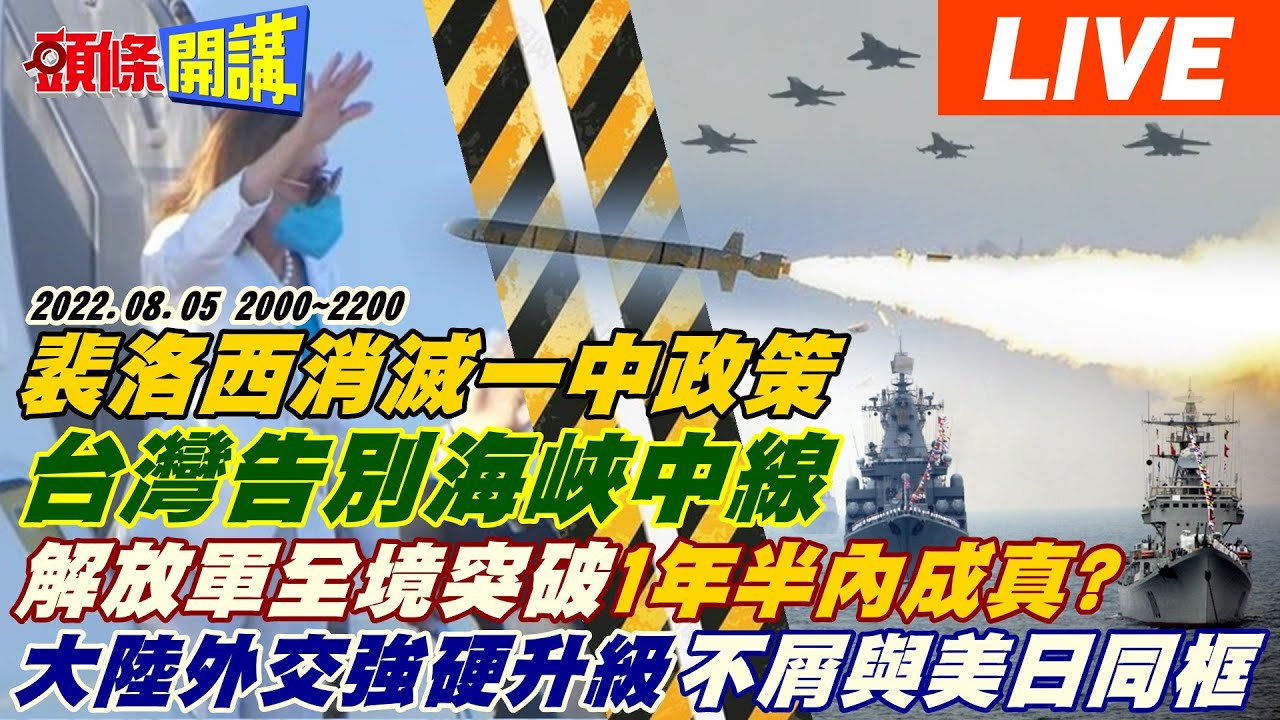 頭條開講
LIVE
2022.08.05 2000~2200
裴洛西消滅一中政策
台灣告別海峽中線
解放軍全境突破1年半內成真?
大陸外交強硬升級 不屑與美日同框